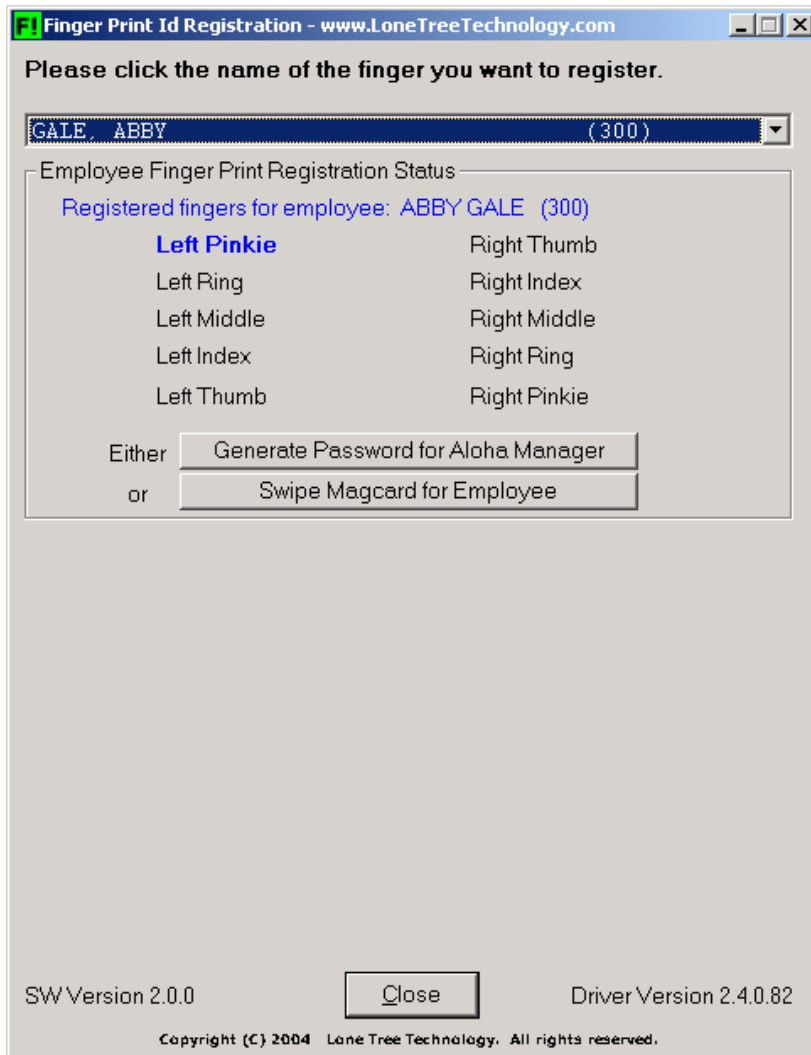 F! Finger Print Id Registration - www.LoneTreeTechnology.com
Please click the name of the finger you want to register.
GALE, ABBY (300)
Employee Finger Print Registration Status
Registered fingers for employee: ABBY GALE (300)
Left Pinkie Right Thumb
Left Ring Right Index
Left Middle Right Middle
Left Index Right Ring
Left Thumb Right Pinkie
Either Generate Password for Aloha Manager
or Swipe Magcard for Employee
SW Version 2.0.0 Close Driver Version 2.4.0.82
Copyright (C) 2004 Lone Tree Technology. All rights reserved.